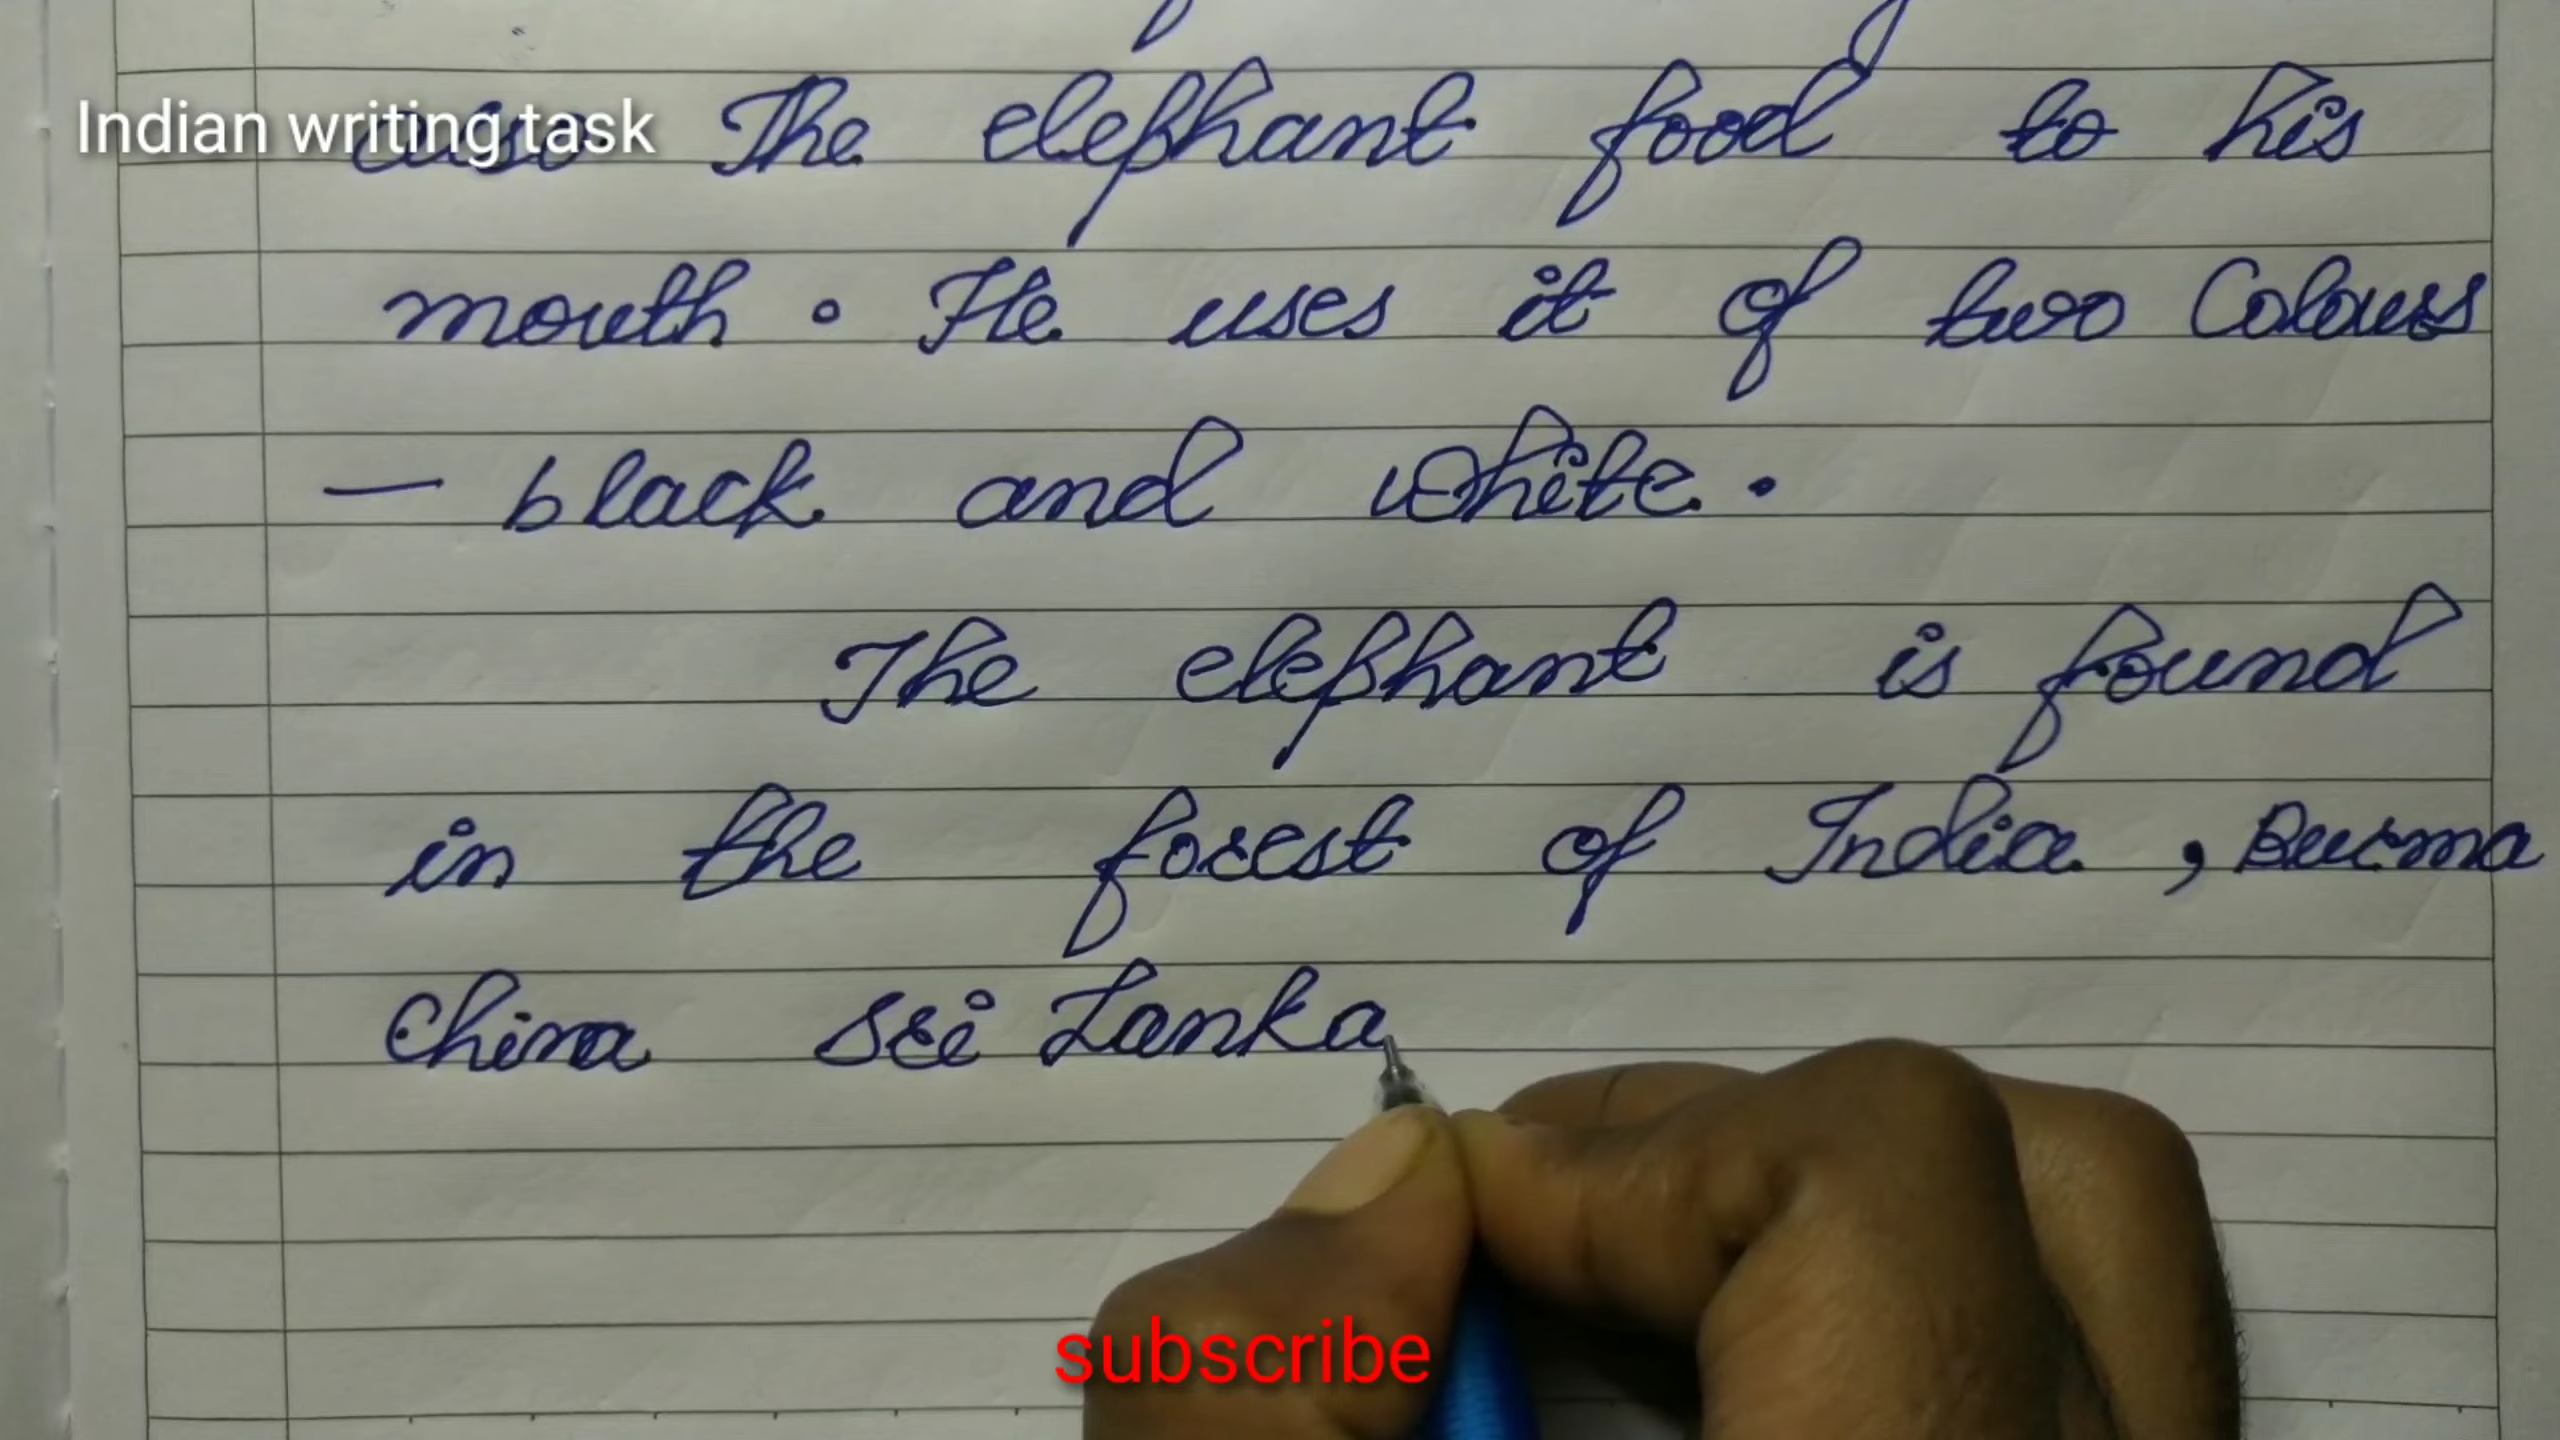 Indian writing task
also The elephant food to his
mouth. He uses it of two Colours
- black and white.
The elephant is found
in the forest of India, Burma
China Sri Lanka
subscribe